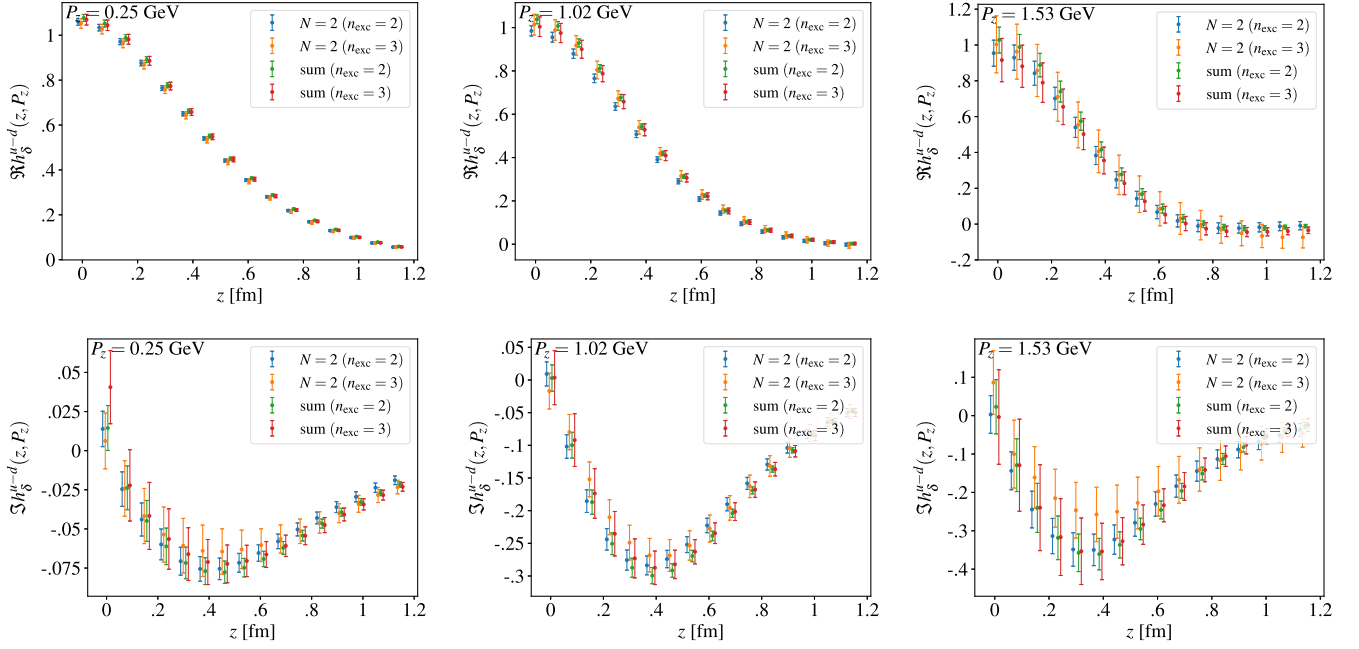 P_z = 0.25 GeV
N = 2 (n_exc = 2)
N = 2 (n_exc = 3)
sum (n_exc = 2)
sum (n_exc = 3)
ℜh_δ^{u−d}(z, P_z)
1
.8
.6
.4
.2
0
0 .2 .4 .6 .8 1 1.2
z [fm]
P_z = 1.02 GeV
N = 2 (n_exc = 2)
N = 2 (n_exc = 3)
sum (n_exc = 2)
sum (n_exc = 3)
ℜh_δ^{u−d}(z, P_z)
1
.8
.6
.4
.2
0
0 .2 .4 .6 .8 1 1.2
z [fm]
P_z = 1.53 GeV
N = 2 (n_exc = 2)
N = 2 (n_exc = 3)
sum (n_exc = 2)
sum (n_exc = 3)
ℜh_δ^{u−d}(z, P_z)
1.2
1
.8
.6
.4
.2
0
-.2
0 .2 .4 .6 .8 1 1.2
z [fm]
P_z = 0.25 GeV
N = 2 (n_exc = 2)
N = 2 (n_exc = 3)
sum (n_exc = 2)
sum (n_exc = 3)
ℑh_δ^{u−d}(z, P_z)
.05
.025
0
-.025
-.05
-.075
0 .2 .4 .6 .8 1 1.2
z [fm]
P_z = 1.02 GeV
N = 2 (n_exc = 2)
N = 2 (n_exc = 3)
sum (n_exc = 2)
sum (n_exc = 3)
ℑh_δ^{u−d}(z, P_z)
.05
0
-.05
-.1
-.15
-.2
-.25
-.3
0 .2 .4 .6 .8 1 1.2
z [fm]
P_z = 1.53 GeV
N = 2 (n_exc = 2)
N = 2 (n_exc = 3)
sum (n_exc = 2)
sum (n_exc = 3)
ℑh_δ^{u−d}(z, P_z)
.1
0
-.1
-.2
-.3
-.4
0 .2 .4 .6 .8 1 1.2
z [fm]